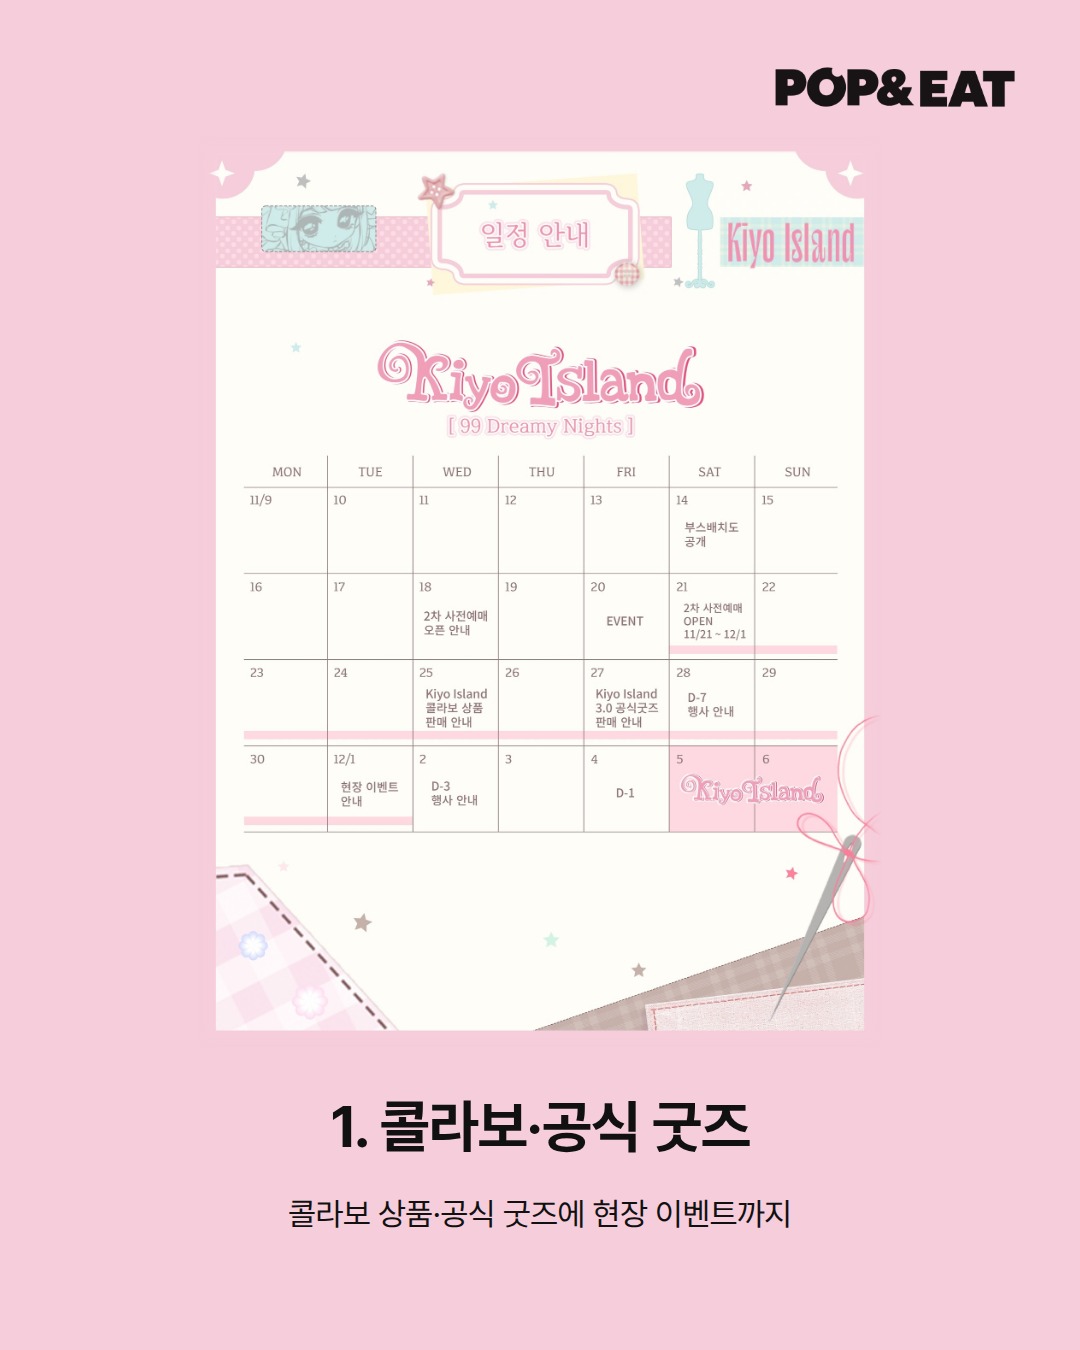 POP& EAT
일정 안내
Kiyo Island
Kiyo Island
[ 99 Dreamy Nights ]
MON TUE WED THU FRI SAT SUN
11/9 10 11 12 13 14 15
부스배치도
공개
16 17 18 19 20 21 22
2차 사전예매
오픈 안내
EVENT
2차 사전예매
OPEN
11/21 ~ 12/1
23 24 25 26 27 28 29
Kiyo Island
콜라보 상품
판매 안내
Kiyo Island
3.0 공식굿즈
판매 안내
D-7
행사 안내
30 12/1 2 3 4 5 6
현장 이벤트
안내
D-3
행사 안내
D-1
Kiyo Island
1. 콜라보·공식 굿즈
콜라보 상품·공식 굿즈에 현장 이벤트까지